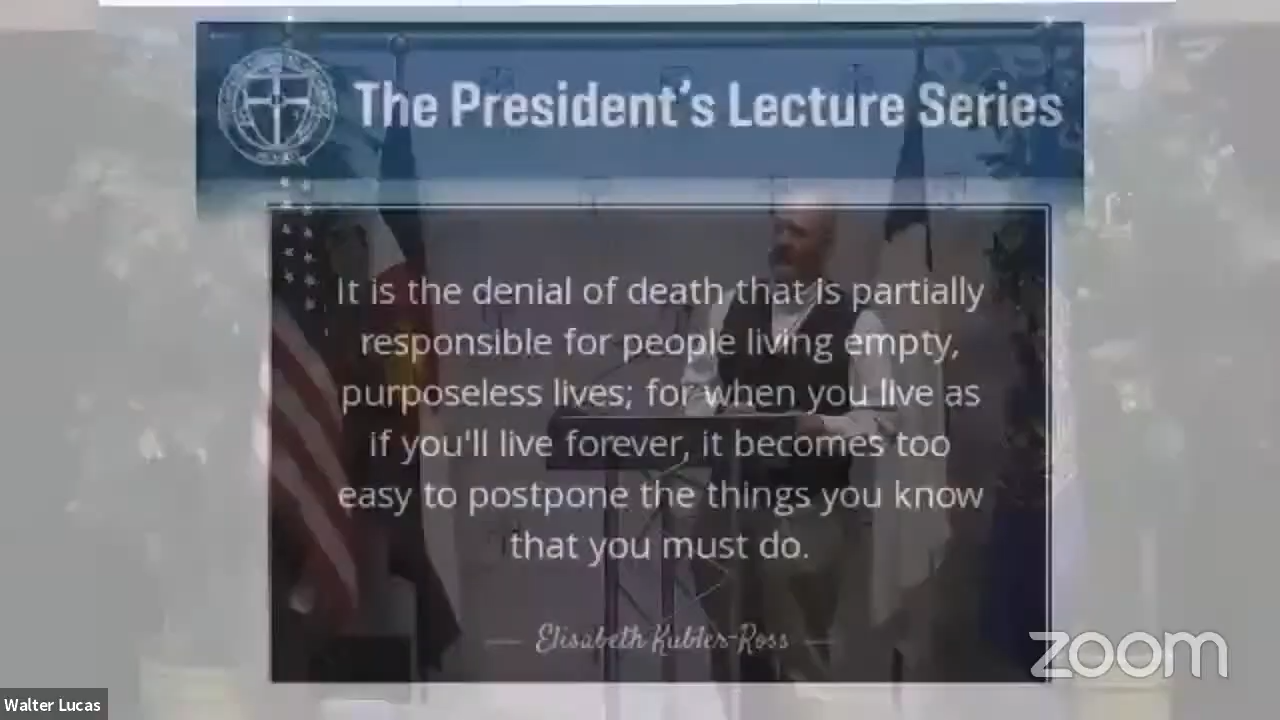 The President's Lecture Series
It is the denial of death that is partially
responsible for people living empty,
purposeless lives; for when you live as
if you'll live forever, it becomes too
easy to postpone the things you know
that you must do.
Elisabeth Kubler-Ross
zoom
Walter Lucas